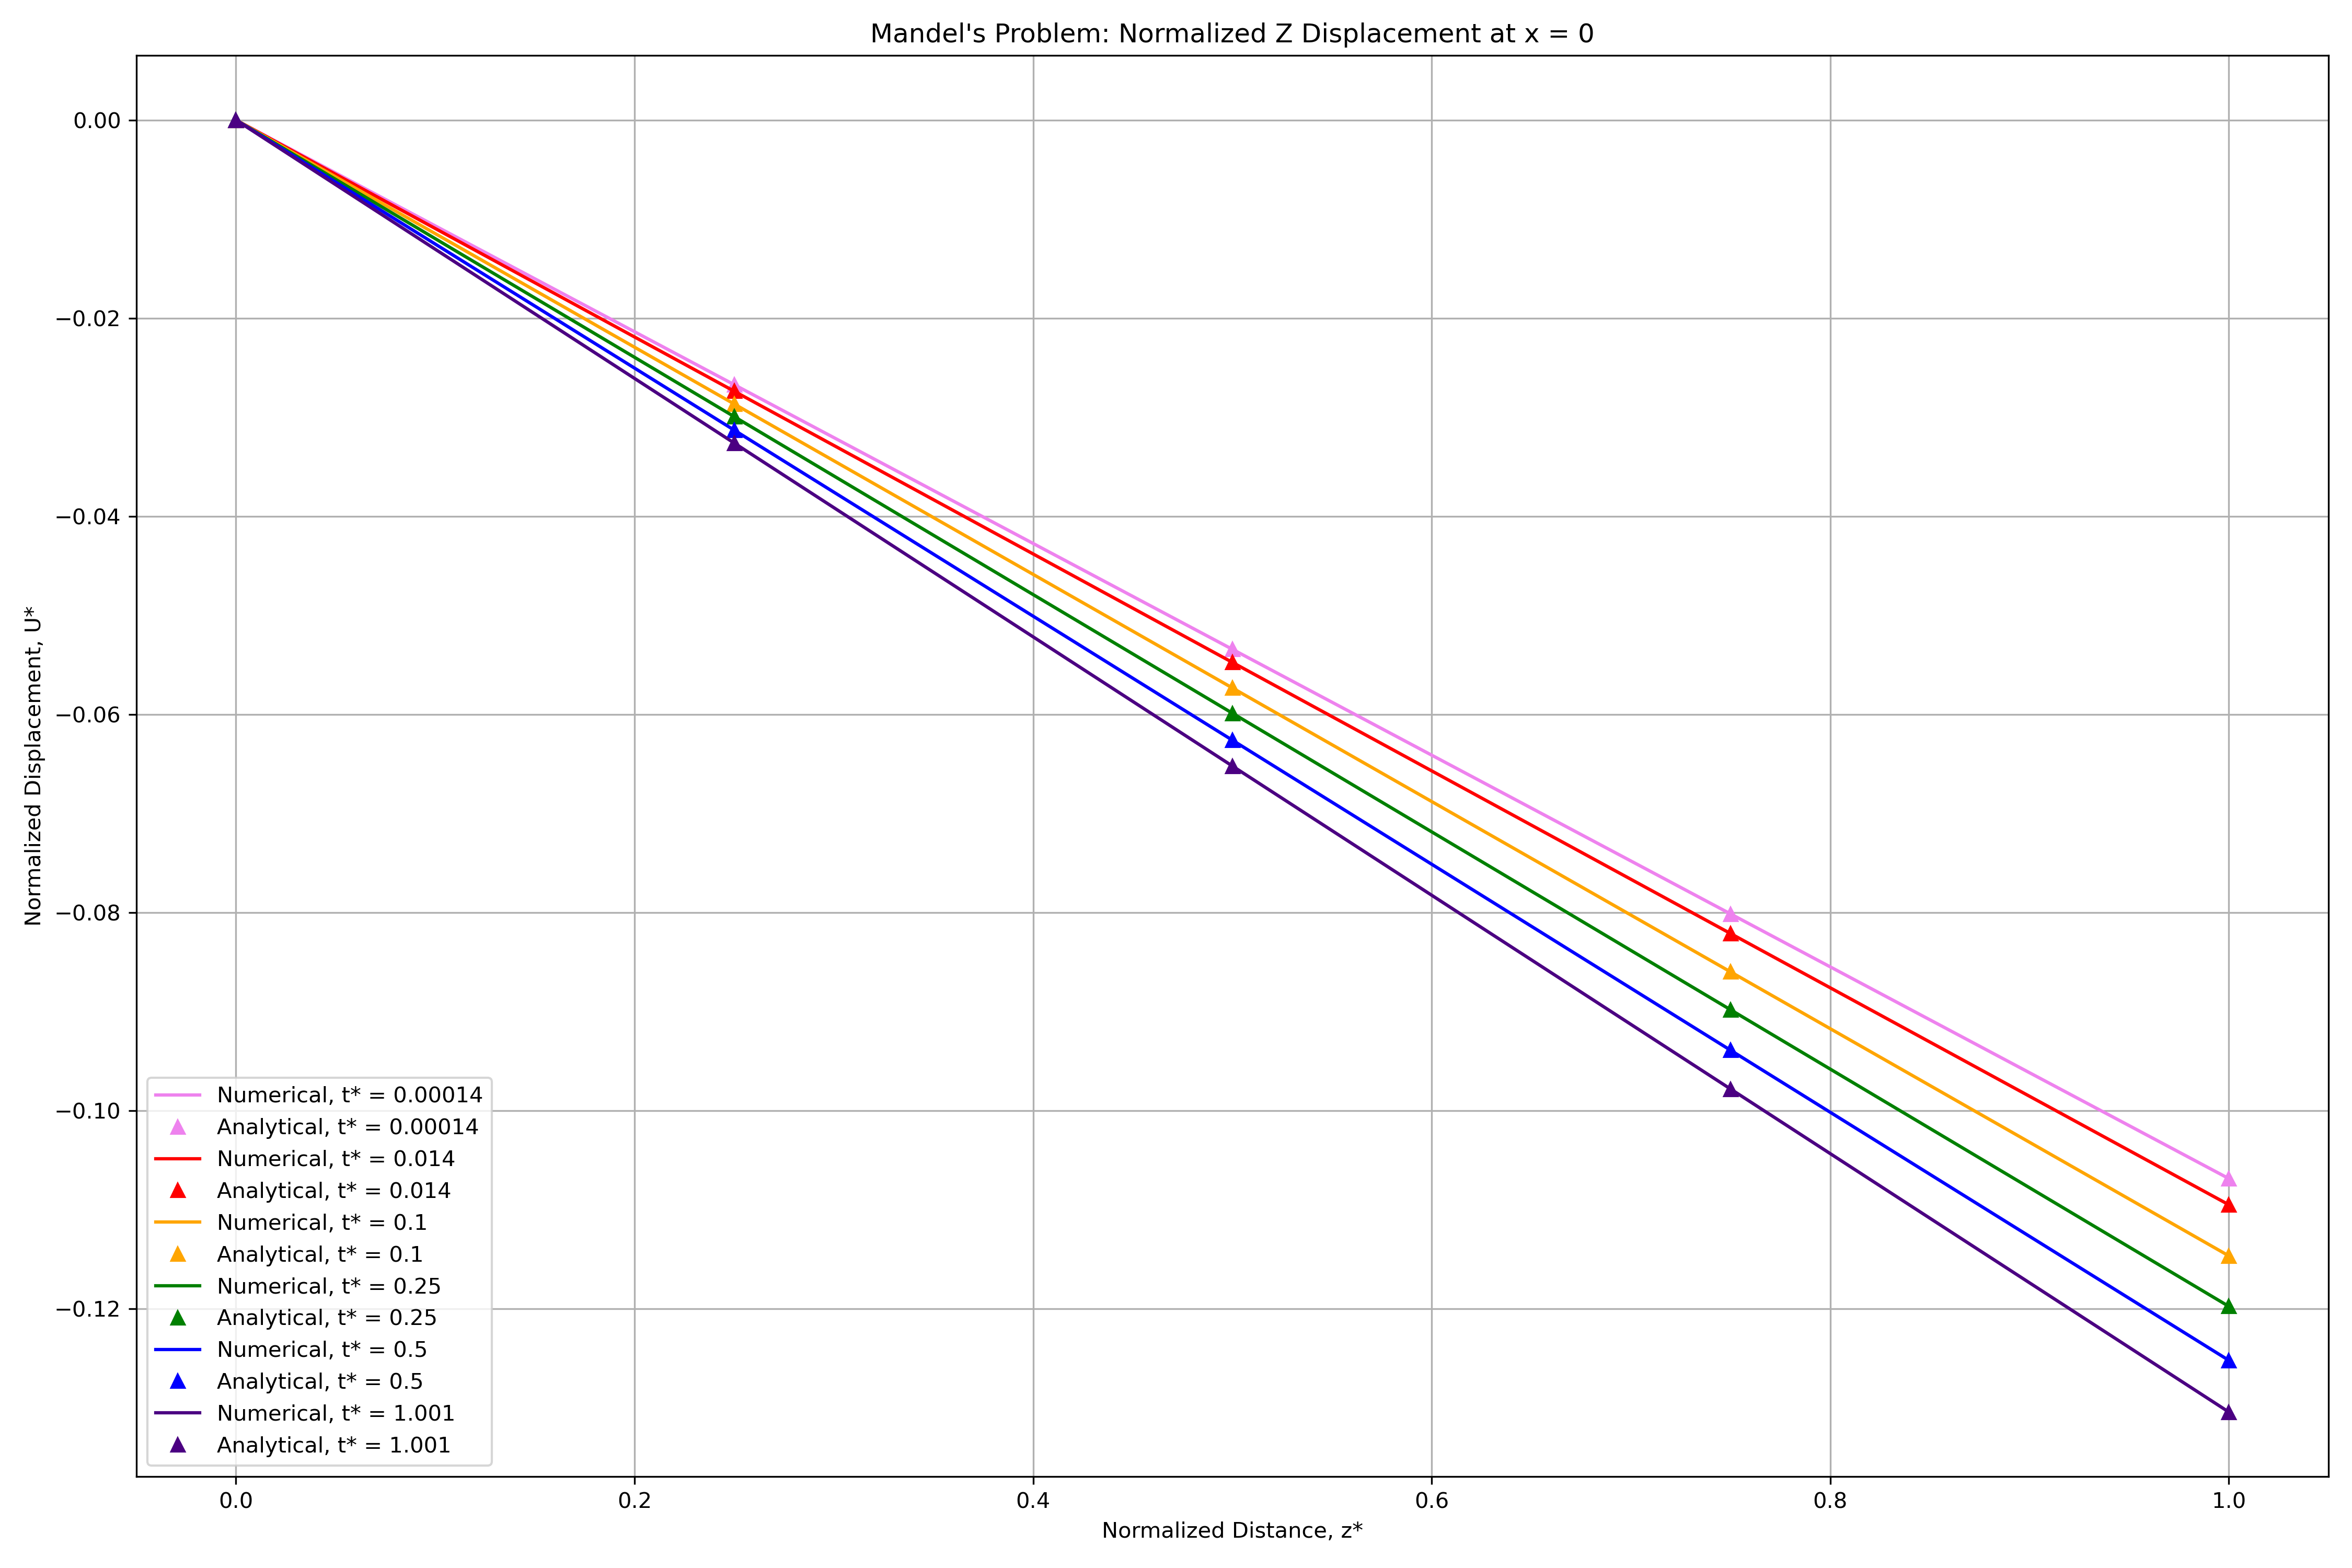 Mandel's Problem: Normalized Z Displacement at x = 0
Normalized Displacement, U*
0.00
−0.02
−0.04
−0.06
−0.08
−0.10
−0.12
Numerical, t* = 0.00014
Analytical, t* = 0.00014
Numerical, t* = 0.014
Analytical, t* = 0.014
Numerical, t* = 0.1
Analytical, t* = 0.1
Numerical, t* = 0.25
Analytical, t* = 0.25
Numerical, t* = 0.5
Analytical, t* = 0.5
Numerical, t* = 1.001
Analytical, t* = 1.001
0.0 0.2 0.4 0.6 0.8 1.0
Normalized Distance, z*